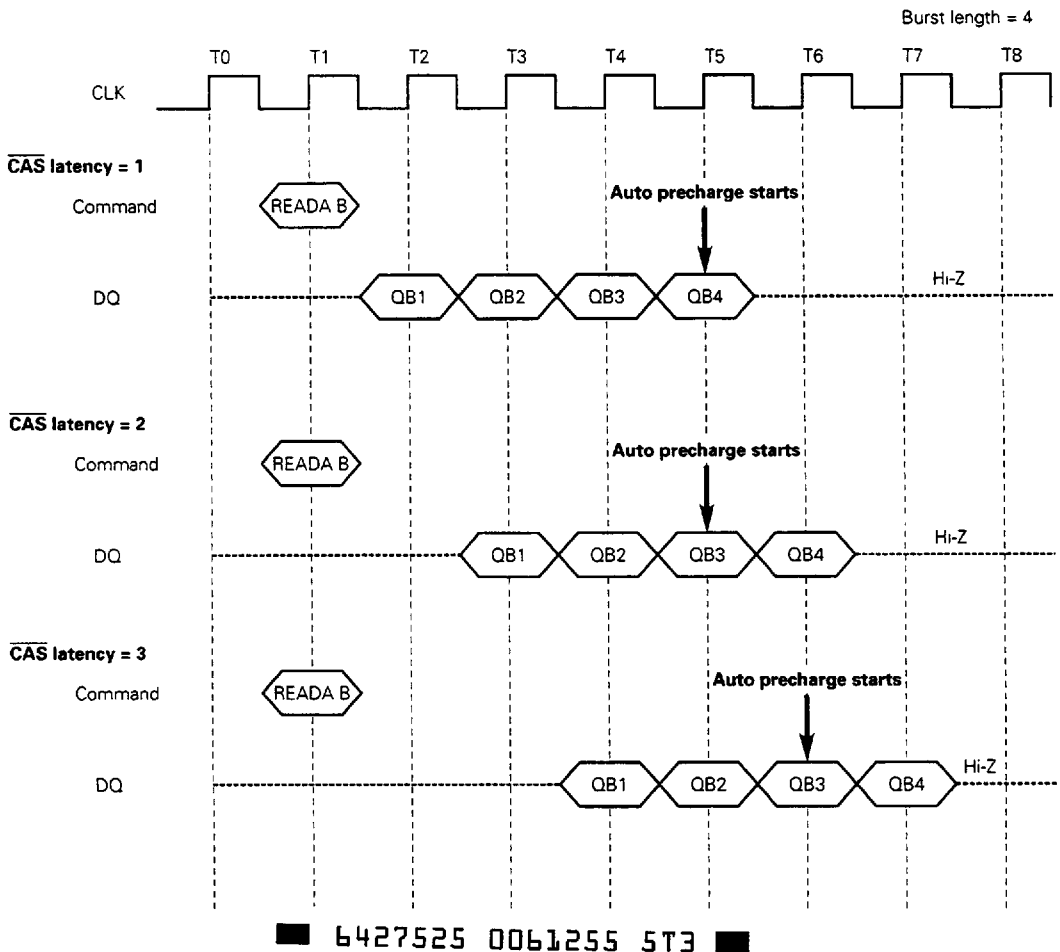 Burst length = 4
T0 T1 T2 T3 T4 T5 T6 T7 T8
CLK
CAS latency = 1
Auto precharge starts
Command READA B
DQ QB1 QB2 QB3 QB4 Hi-Z
CAS latency = 2
Auto precharge starts
Command READA B
DQ QB1 QB2 QB3 QB4 Hi-Z
CAS latency = 3
Auto precharge starts
Command READA B
DQ QB1 QB2 QB3 QB4 Hi-Z
6427525 0061255 5T3